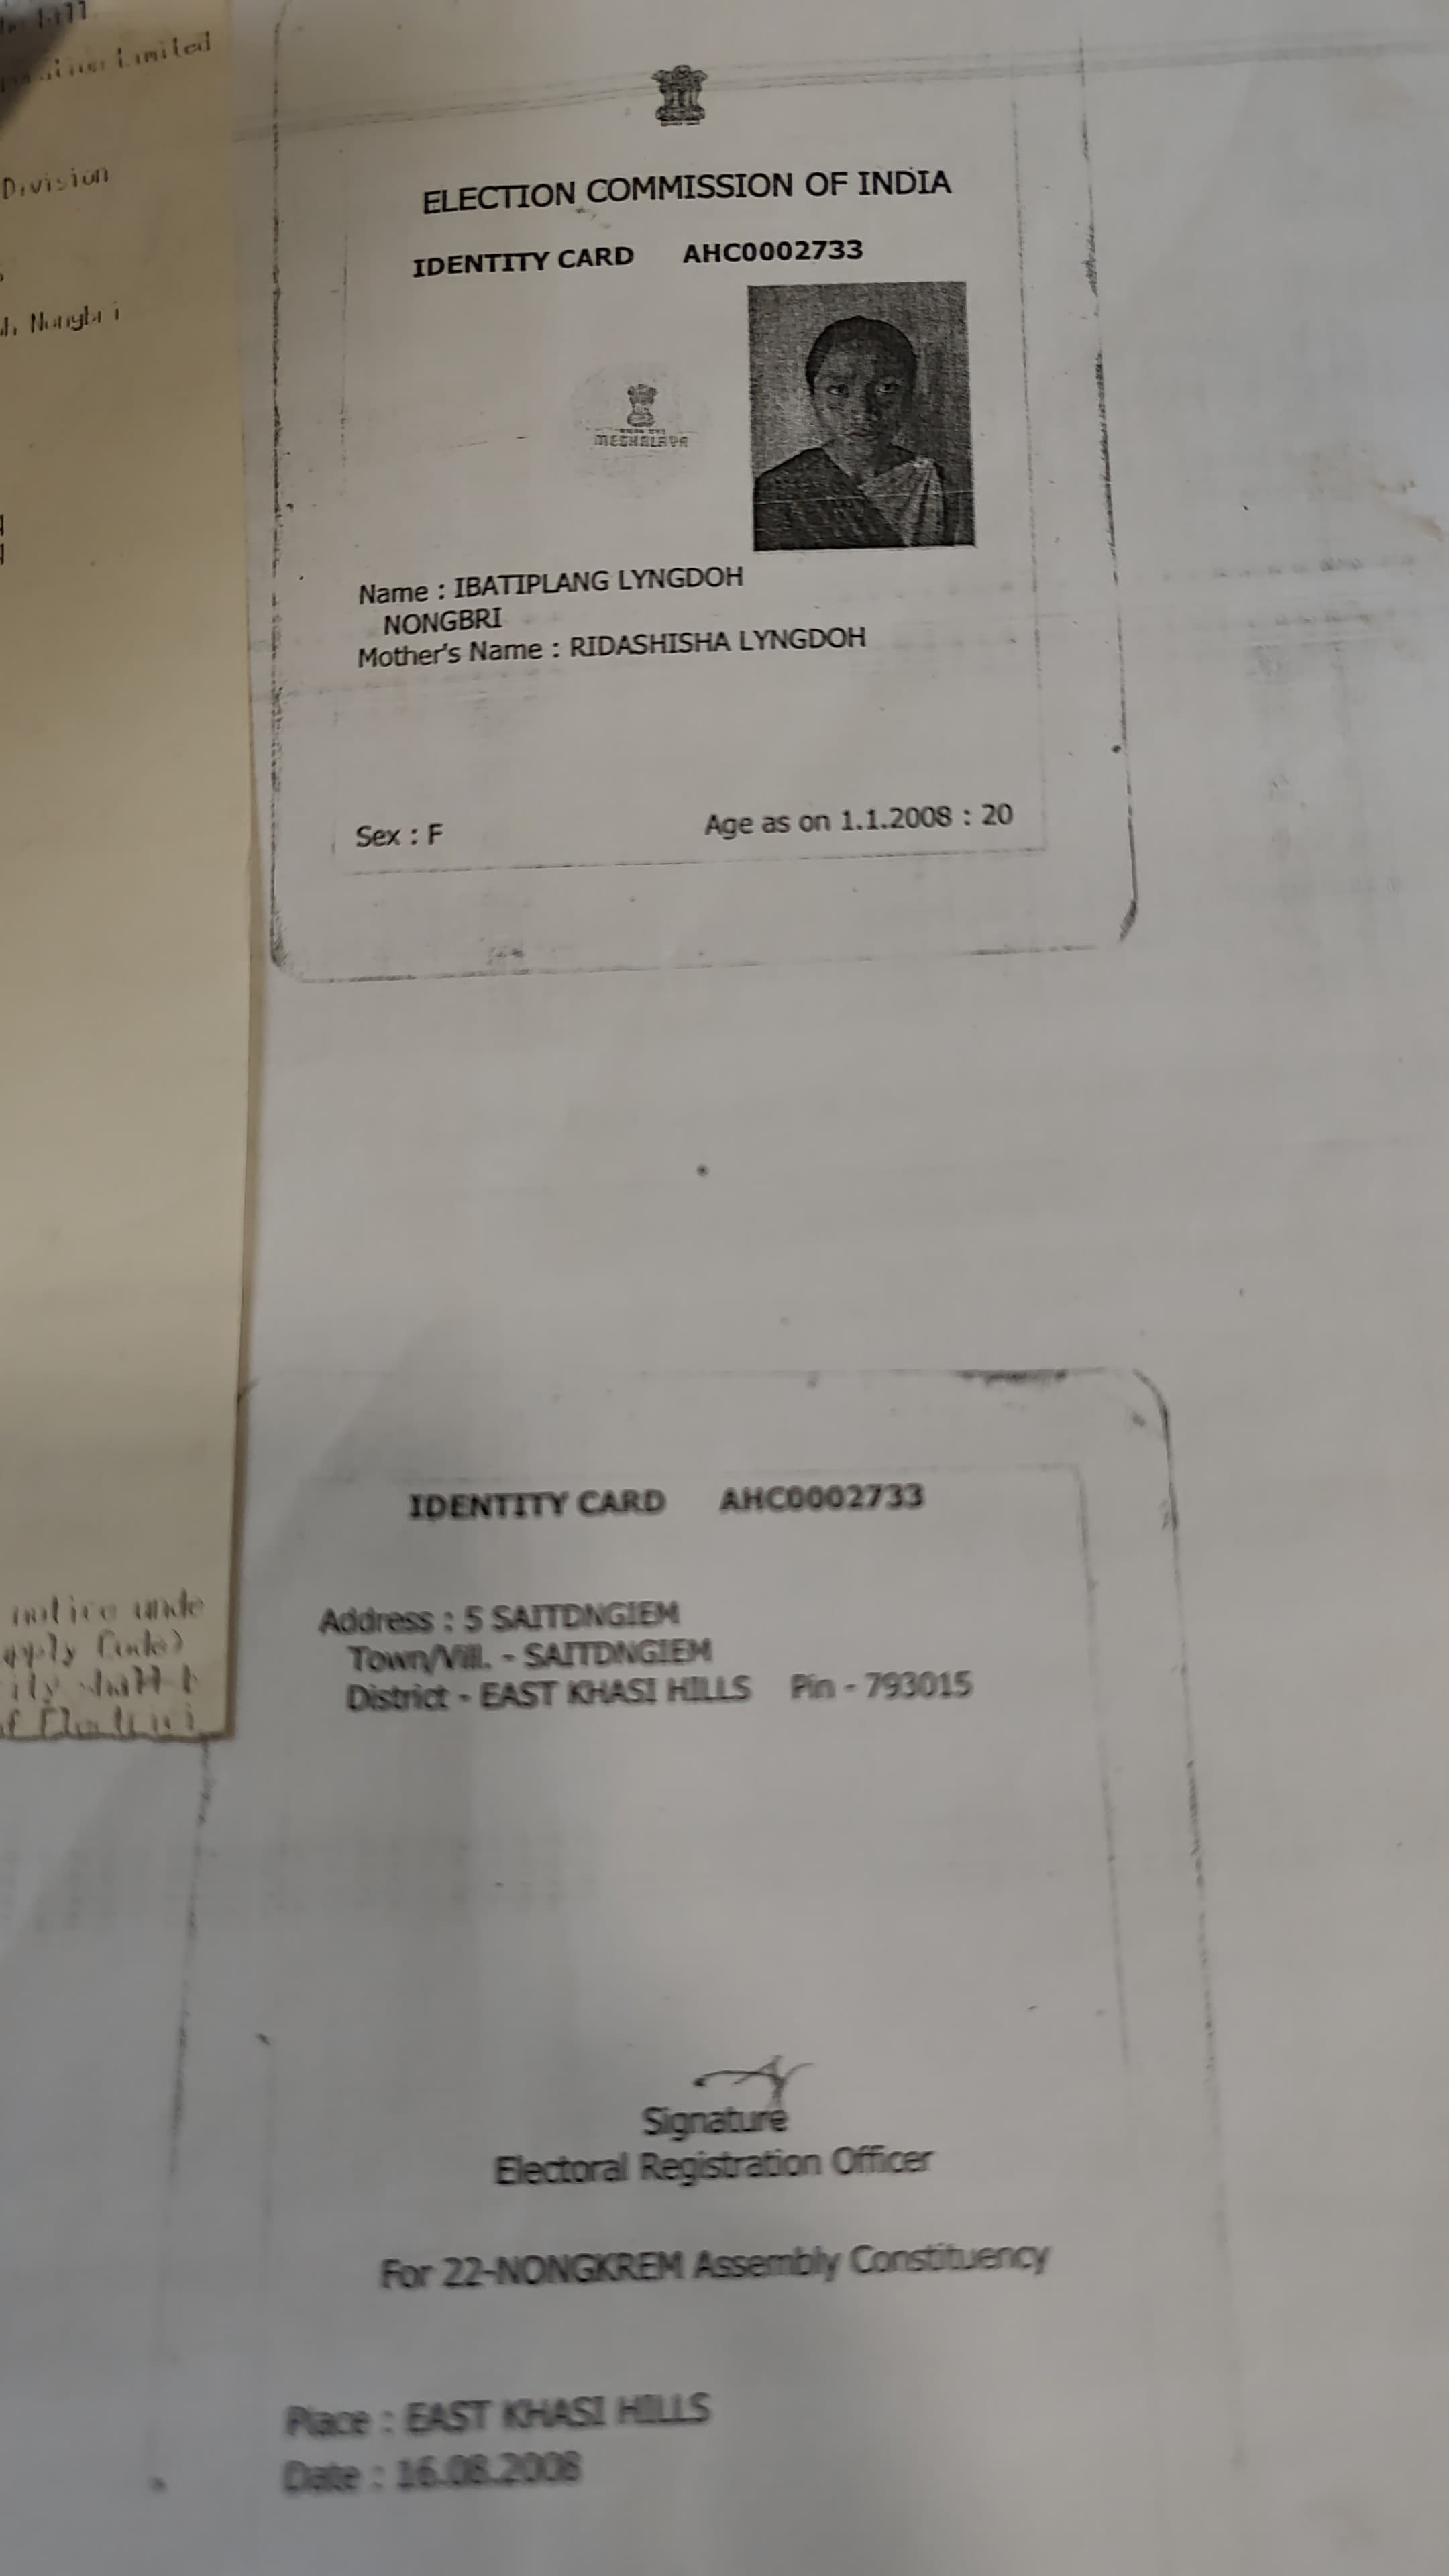 Limited
Division
Nongbri
notice unde
ELECTION COMMISSION OF INDIA
IDENTITY CARD AHC0002733
MEGHALAYA
Name : IBATIPLANG LYNGDOH
NONGBRI
Mother's Name : RIDASHISHA LYNGDOH
Sex : F Age as on 1.1.2008 : 20
IDENTITY CARD AHC0002733
Address : 5 SAITDNGIEM
Town/Vill. - SAITDNGIEM
District - EAST KHASI HILLS Pin - 793015
Signature
Electoral Registration Officer
For 22-NONGKREM Assembly Constituency
Place : EAST KHASI HILLS
Date : 16.08.2008